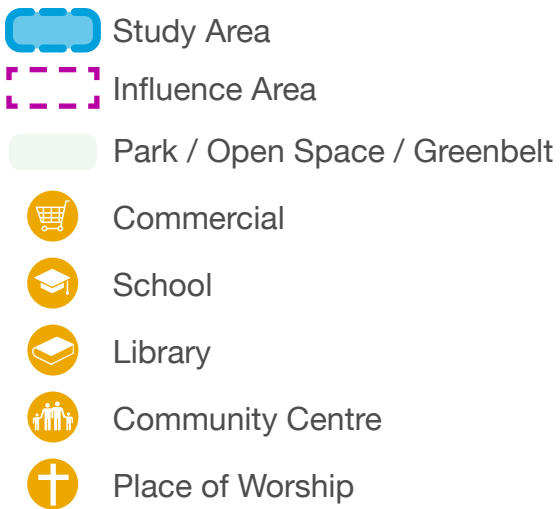 Study Area
Influence Area
Park / Open Space / Greenbelt
Commercial
School
Library
Community Centre
Place of Worship